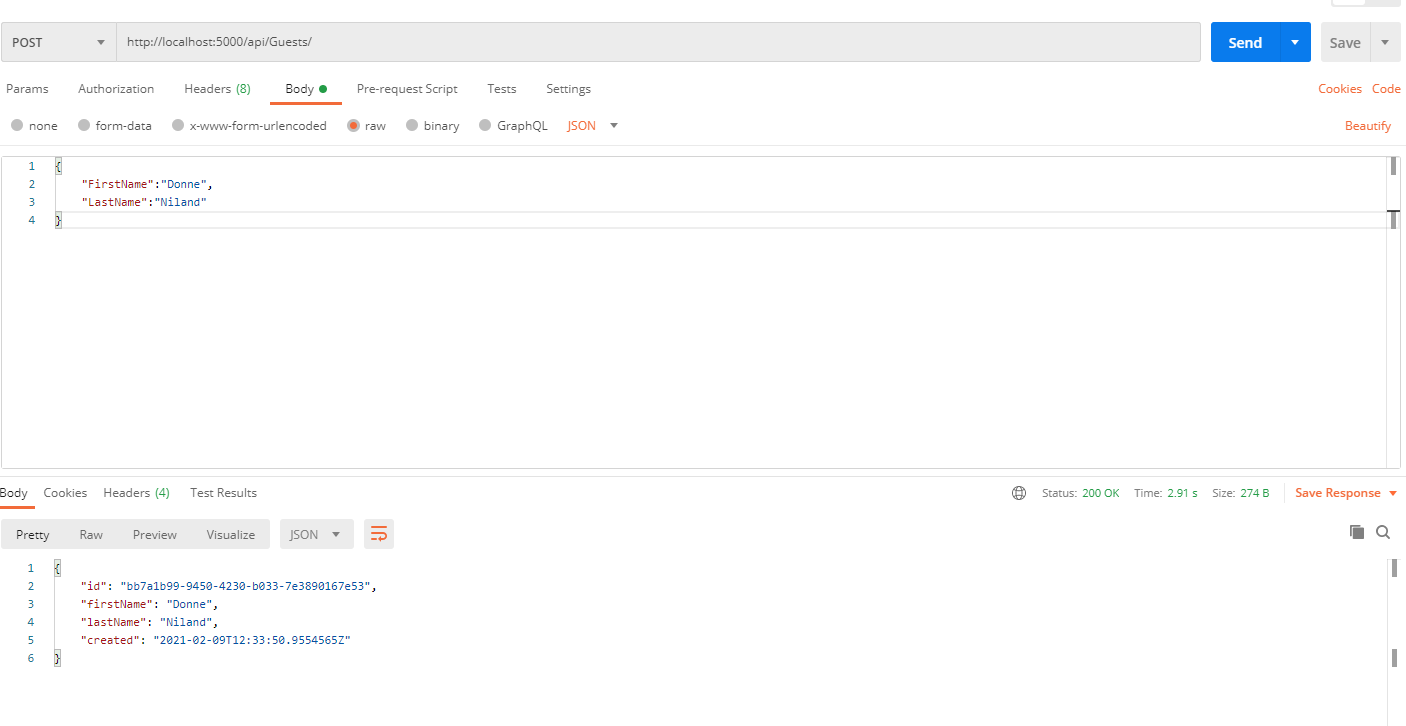 POST http://localhost:5000/api/Guests/ Send Save
Params Authorization Headers (8) Body Pre-request Script Tests Settings Cookies Code
none form-data x-www-form-urlencoded raw binary GraphQL JSON Beautify
1 {
2 "FirstName":"Donne",
3 "LastName":"Niland"
4 }
Body Cookies Headers (4) Test Results Status: 200 OK Time: 2.91 s Size: 274 B Save Response
Pretty Raw Preview Visualize JSON
1 {
2 "id": "bb7a1b99-9450-4230-b033-7e3890167e53",
3 "firstName": "Donne",
4 "lastName": "Niland",
5 "created": "2021-02-09T12:33:50.9554565Z"
6 }